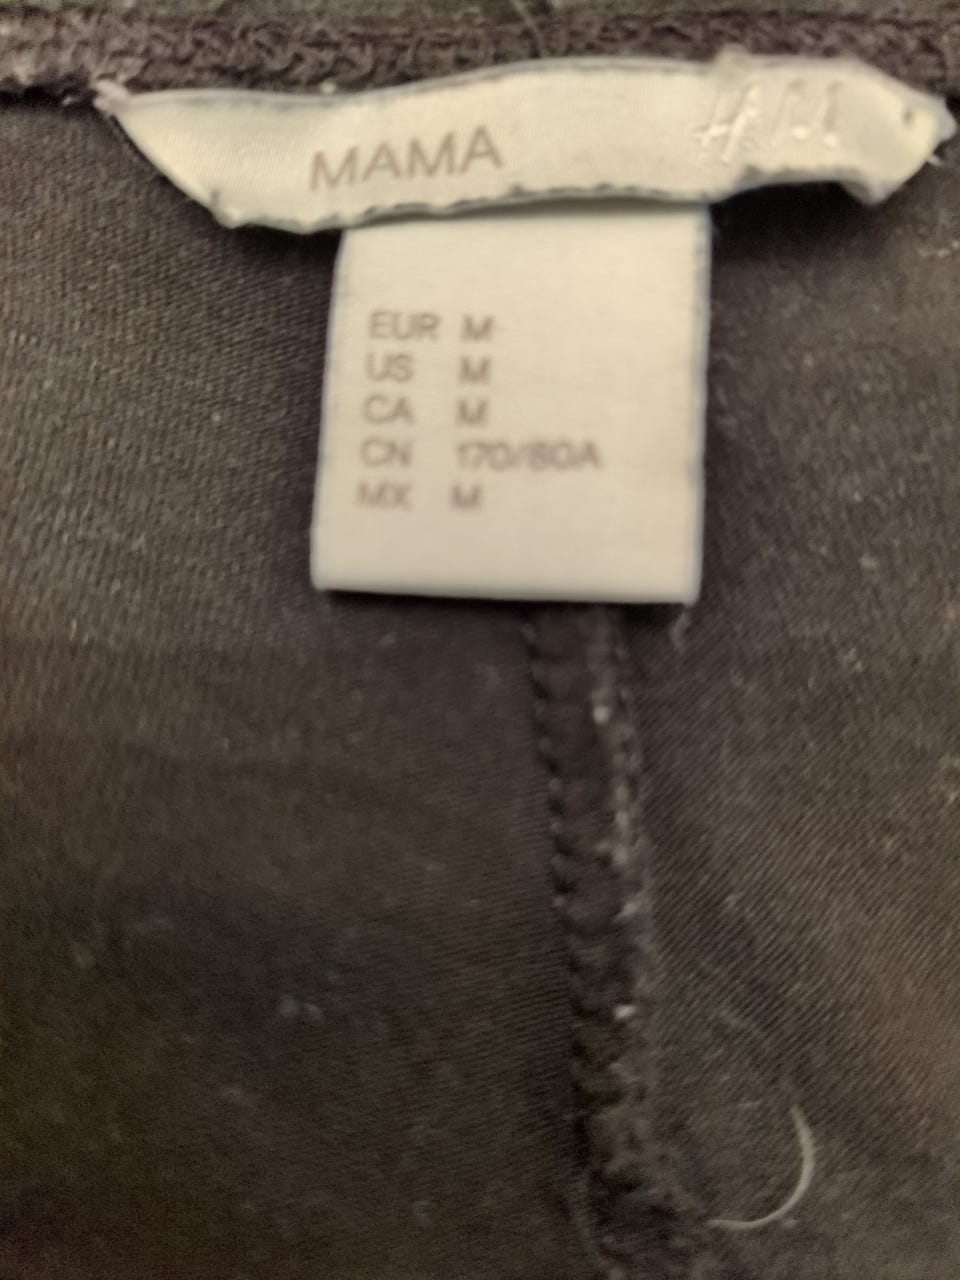 MAMA H&M
EUR M
US M
CA M
CN 170/80A
MX M